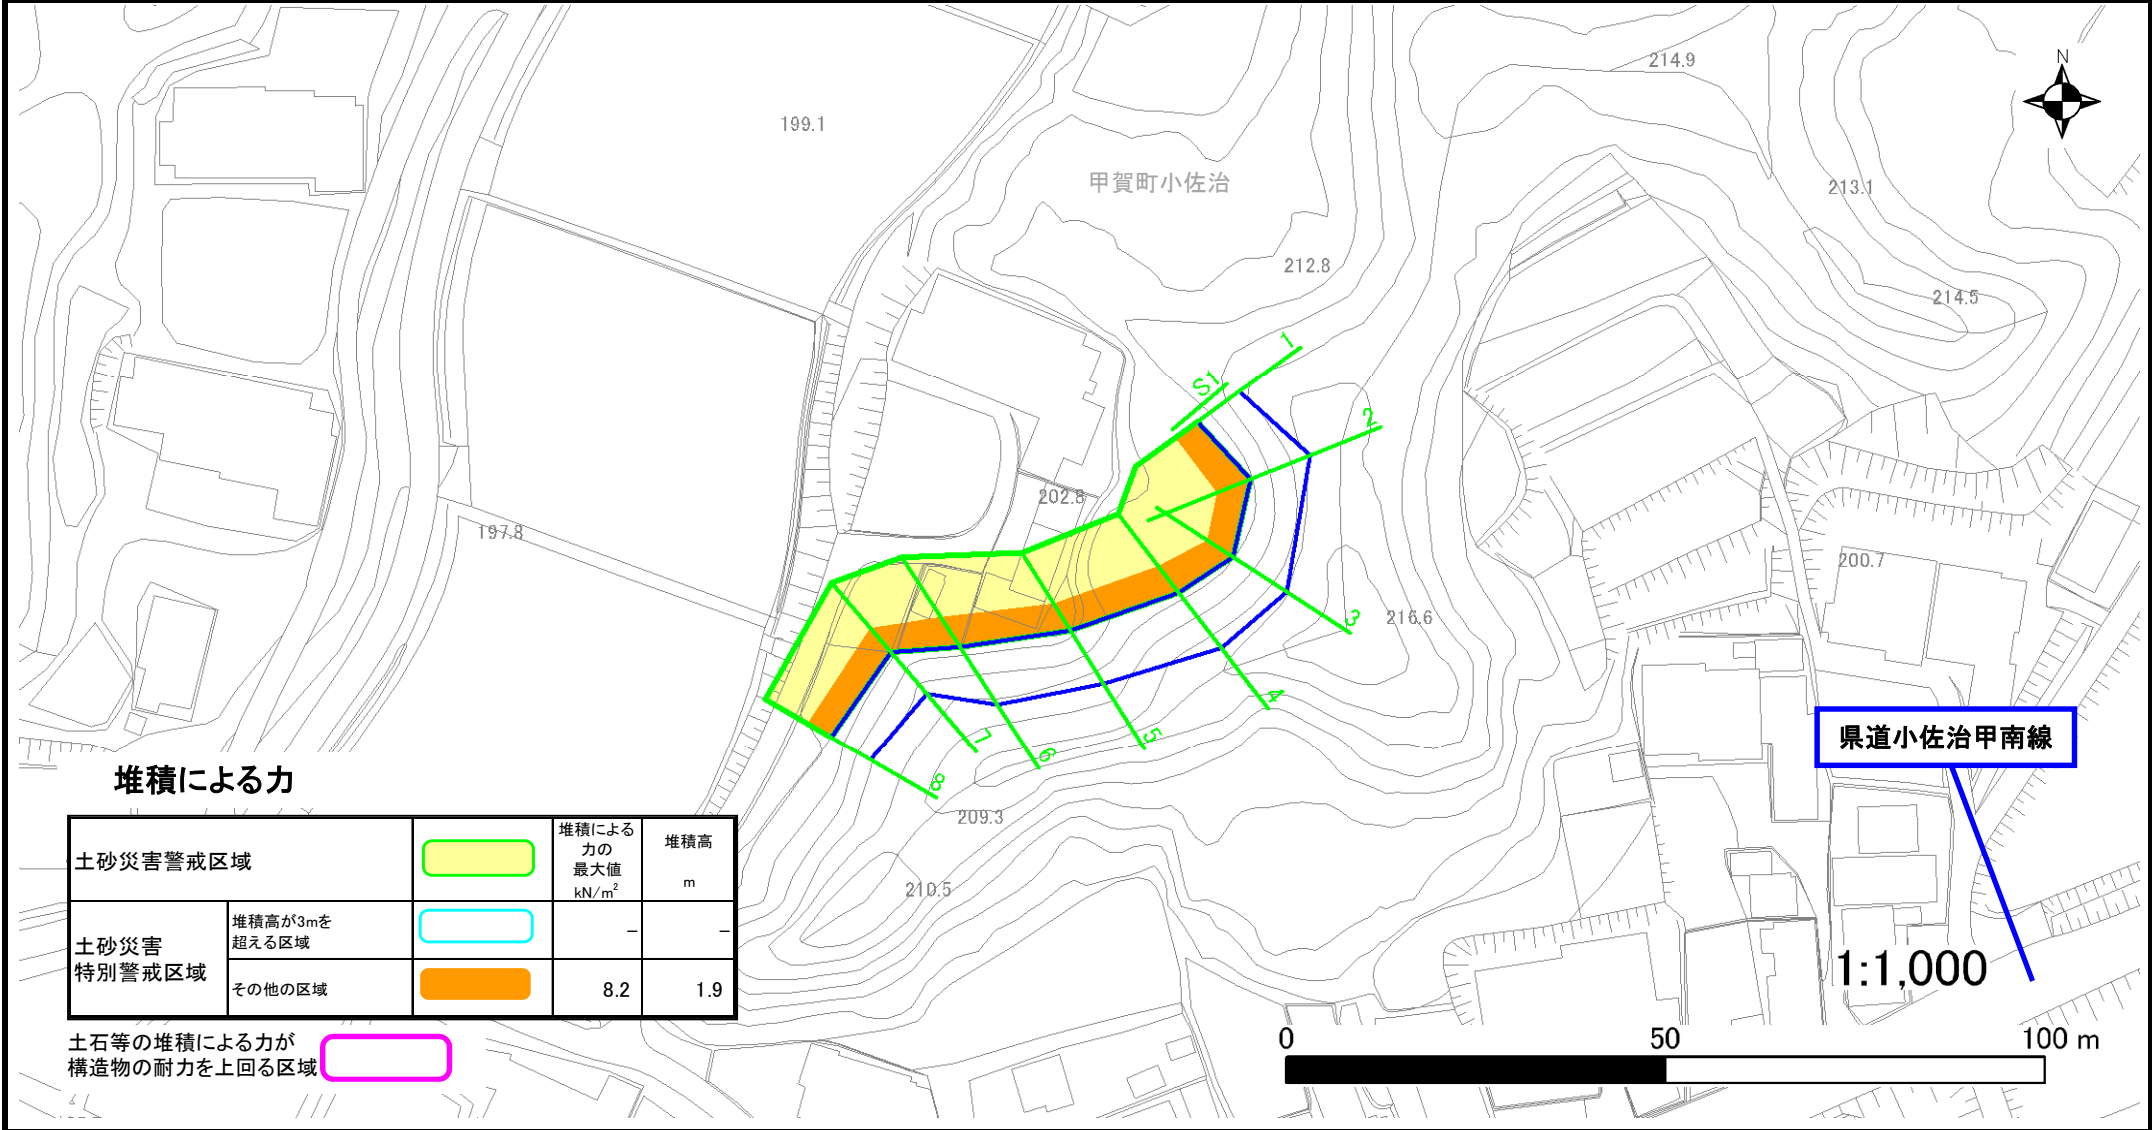 N
214.9
199.1
甲賀町小佐治
213.1
212.8
214.5
1
S1
2
202.8
197.8
200.7
3
216.6
4
5
6
7
8
県道小佐治甲南線
209.3
210.5
堆積による力
土砂災害警戒区域
堆積による
力の
最大値
kN/m²
堆積高
m
土砂災害
特別警戒区域
堆積高が3mを
超える区域
–
–
その他の区域
8.2
1.9
土石等の堆積による力が
構造物の耐力を上回る区域
1:1,000
0
50
100 m